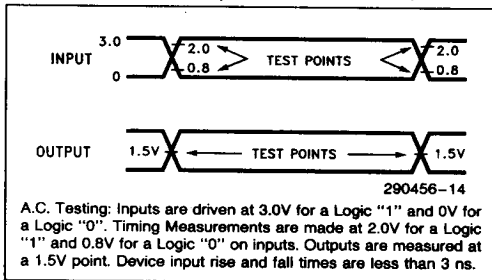 3.0
INPUT
0
2.0
0.8
TEST POINTS
2.0
0.8
OUTPUT
1.5V
TEST POINTS
1.5V
290456-14
A.C. Testing: Inputs are driven at 3.0V for a Logic "1" and 0V for
a Logic "0". Timing Measurements are made at 2.0V for a Logic
"1" and 0.8V for a Logic "0" on inputs. Outputs are measured at
a 1.5V point. Device input rise and fall times are less than 3 ns.